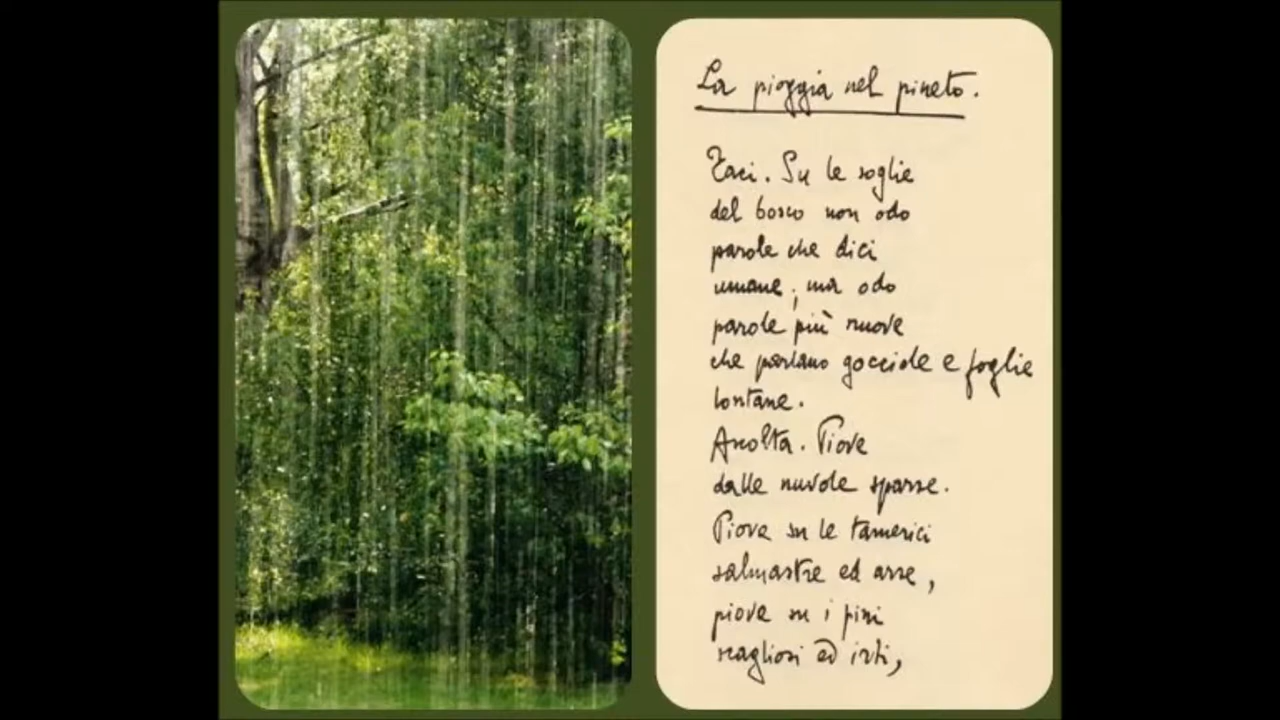 La pioggia nel pineto.
Taci. Su le soglie
del bosco non odo
parole che dici
umane; ma odo
parole più nuove
che parlano gocciole e foglie
lontane.
Ascolta. Piove
dalle nuvole sparse.
Piove su le tamerici
salmastre ed arse,
piove su i pini
scagliosi ed irti,